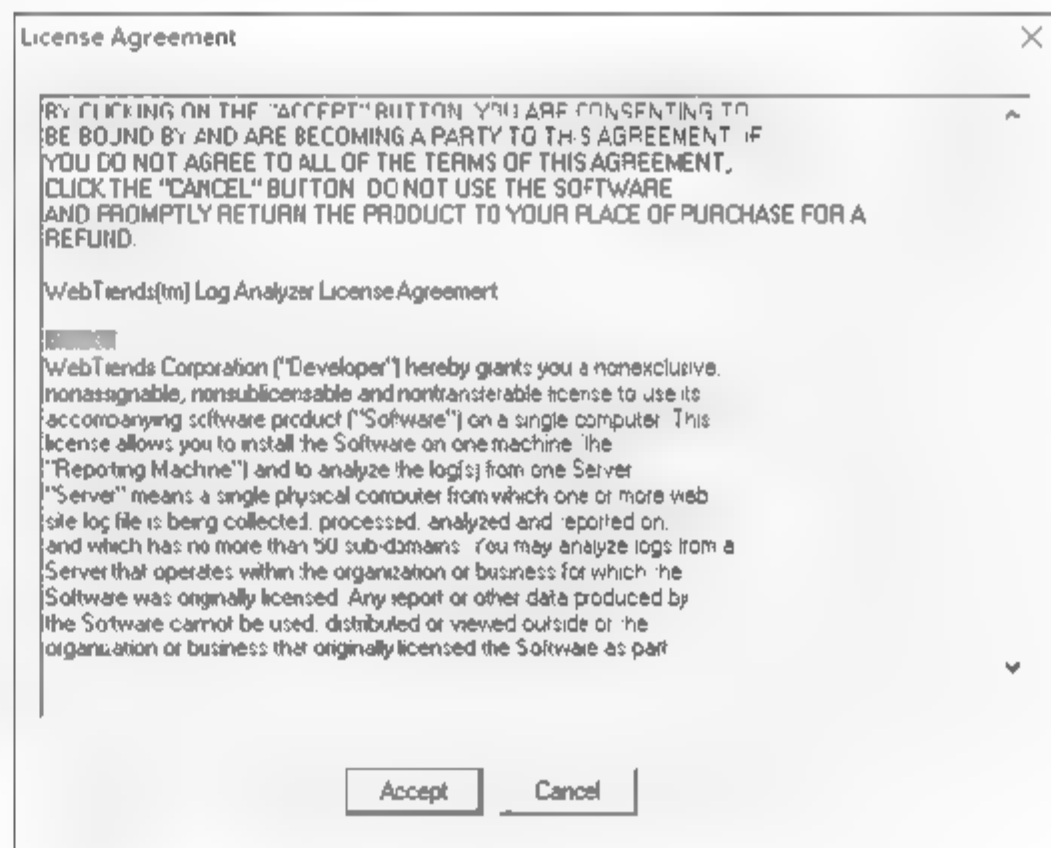 License Agreement
BY CLICKING ON THE "ACCEPT" BUTTON, YOU ARE CONSENTING TO
BE BOUND BY AND ARE BECOMING A PARTY TO THIS AGREEMENT. IF
YOU DO NOT AGREE TO ALL OF THE TERMS OF THIS AGREEMENT,
CLICK THE "CANCEL" BUTTON. DO NOT USE THE SOFTWARE
AND PROMPTLY RETURN THE PRODUCT TO YOUR PLACE OF PURCHASE FOR A
REFUND.
WebTrends(tm) Log Analyzer License Agreement
WebTrends Corporation ("Developer") hereby grants you a nonexclusive,
nonassignable, nonsublicensable and nontransferable license to use its
accompanying software product ("Software") on a single computer. This
license allows you to install the Software on one machine (the
"Reporting Machine") and to analyze the log(s) from one Server.
"Server" means a single physical computer from which one or more web
site log file is being collected, processed, analyzed and reported on,
and which has no more than 50 sub-domains. You may analyze logs from a
Server that operates within the organization or business for which the
Software was originally licensed. Any report or other data produced by
the Software cannot be used, distributed or viewed outside of the
organization or business that originally licensed the Software as part
Accept
Cancel